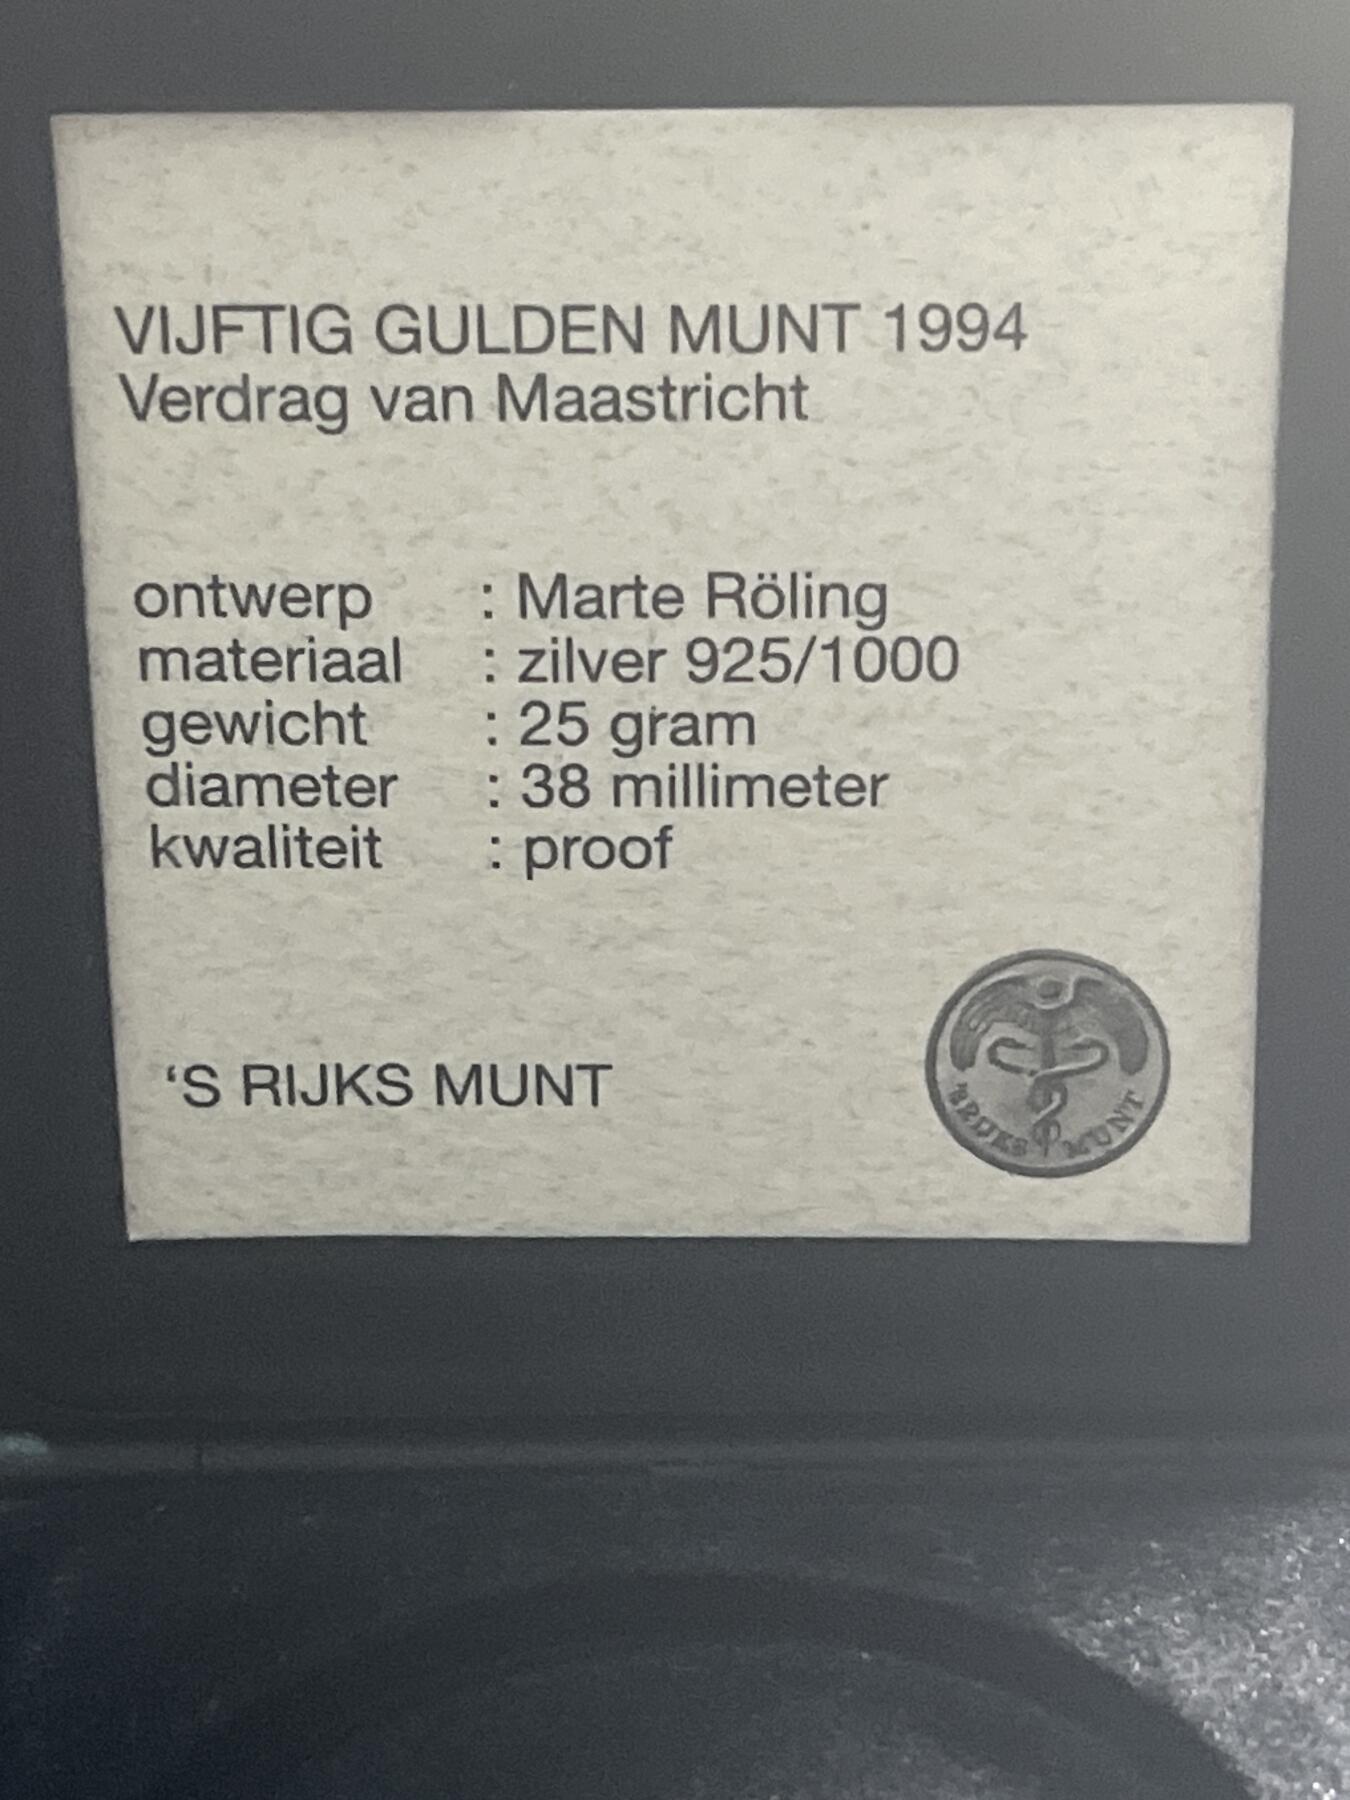 VIJFTIG GULDEN MUNT 1994
Verdrag van Maastricht
ontwerp : Marte Röling
materiaal : zilver 925/1000
gewicht : 25 gram
diameter : 38 millimeter
kwaliteit : proof
‘S RIJKS MUNT
'S RIJKS MUNT